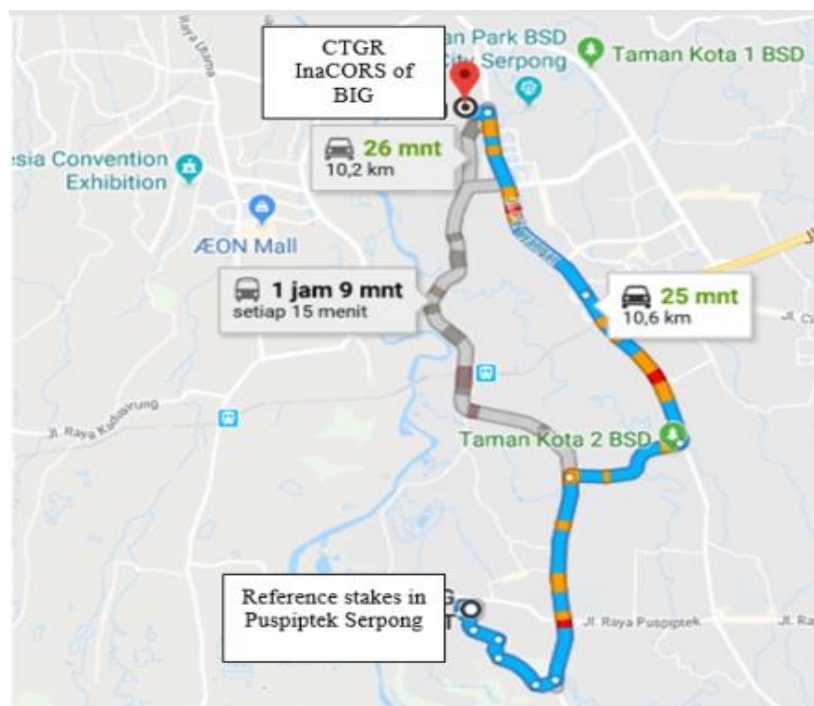 CTGR
InaCORS of
BIG
an Park BSD
City Serpong
Taman Kota 1 BSD
26 mnt
10,2 km
esia Convention
Exhibition
ÆON Mall
1 jam 9 mnt
setiap 15 menit
25 mnt
10,6 km
Jl.
Jl. Raya Kadusirung
Taman Kota 2 BSD
Reference stakes in
Puspiptek Serpong
G
T
Jl. Raya Puspiptek
Jl. Ra